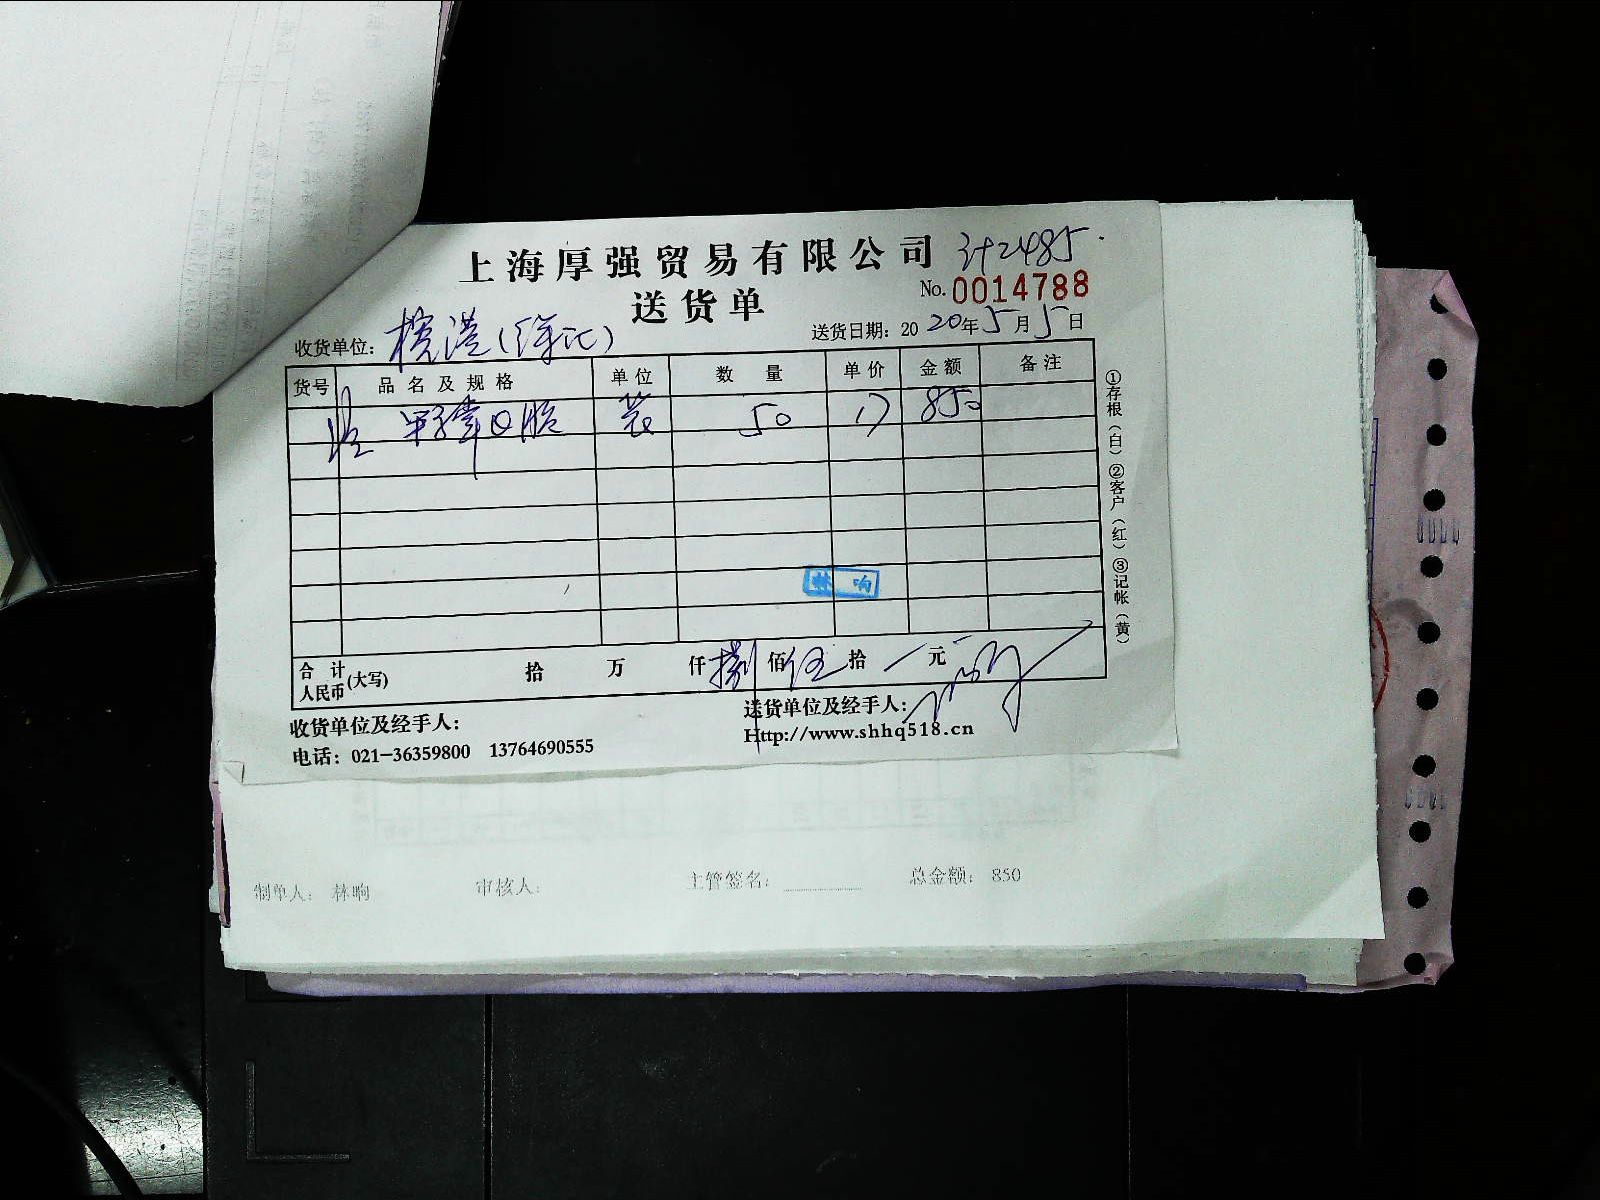 上海厚强贸易有限公司 计2485
送货单 No. 0014788
收货单位： 送货日期：2020年5月5日
货号 品名及规格 单位 数量 单价 金额 备注
50 17 850
林响
合计人民币(大写) 拾 万 仟捌佰伍拾 元
收货单位及经手人： 送货单位及经手人：
电话：021-36359800 13764690555 Http://www.shhq518.cn
①存根（白）②客户（红）③记帐（黄）
制单人： 林响 审核人： 主管签名： 总金额： 850